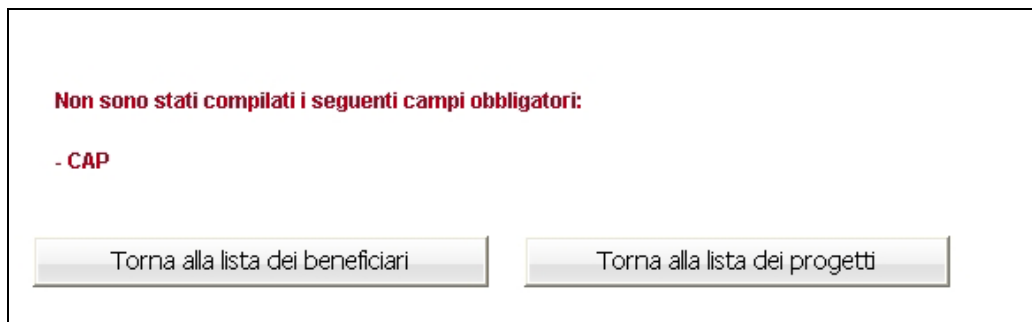 Non sono stati compilati i seguenti campi obbligatori:
- CAP
Torna alla lista dei beneficiari
Torna alla lista dei progetti